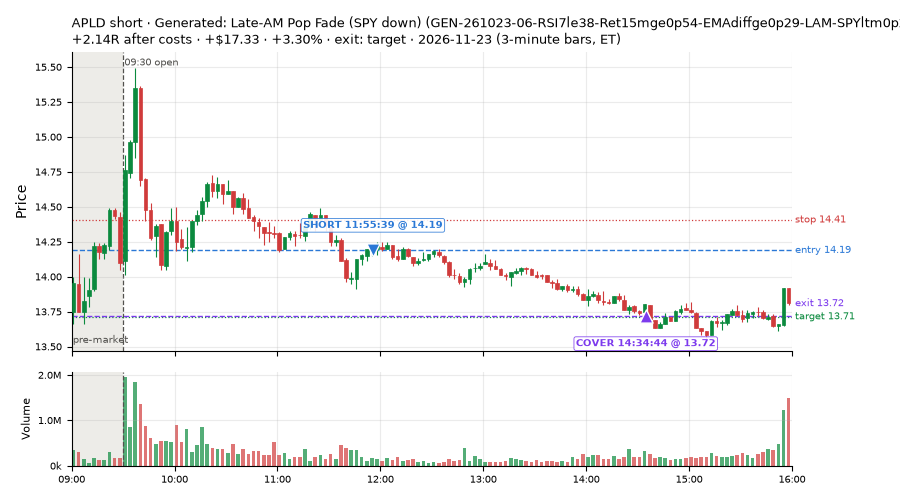 APLD short · Generated: Late-AM Pop Fade (SPY down) (GEN-261023-06-RSI7le38-Ret15mge0p54-EMAdiffge0p29-LAM-SPYltm0p
+2.14R after costs · +$17.33 · +3.30% · exit: target · 2026-11-23 (3-minute bars, ET)
09:30 open
15.50
15.25
15.00
14.75
14.50
14.25
14.00
13.75
13.50
Price
stop 14.41
SHORT 11:55:39 @ 14.19
entry 14.19
exit 13.72
target 13.71
pre-market
COVER 14:34:44 @ 13.72
2.0M
1.0M
0k
Volume
09:00
10:00
11:00
12:00
13:00
14:00
15:00
16:00